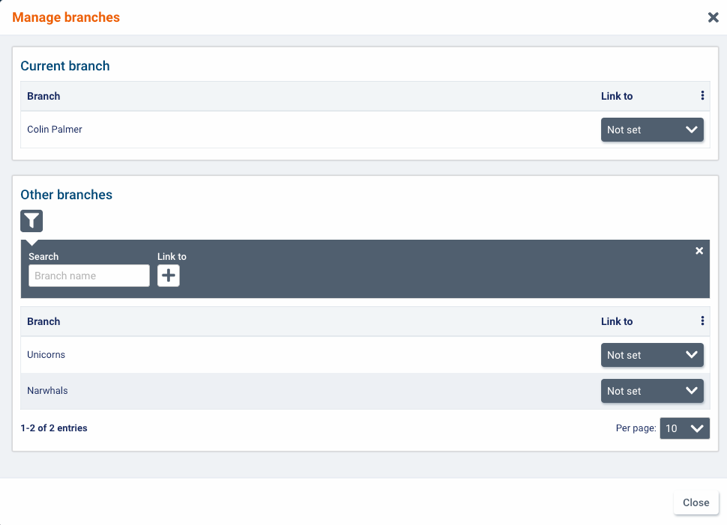 Manage branches
Current branch
Branch Link to
Colin Palmer Not set
Other branches
Search Link to
Branch name
Branch Link to
Unicorns Not set
Narwhals Not set
1-2 of 2 entries Per page: 10
Close